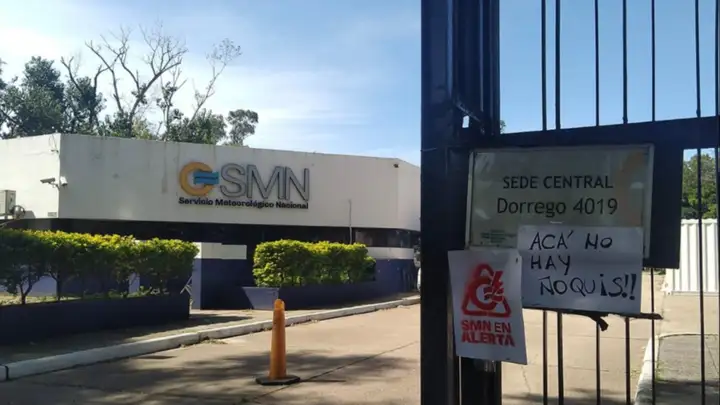 SMN
Servicio Meteorológico Nacional
SEDE CENTRAL
Dorrego 4019
ACÁ NO
HAY
ÑOQUIS!!
SMN EN
ALERTA